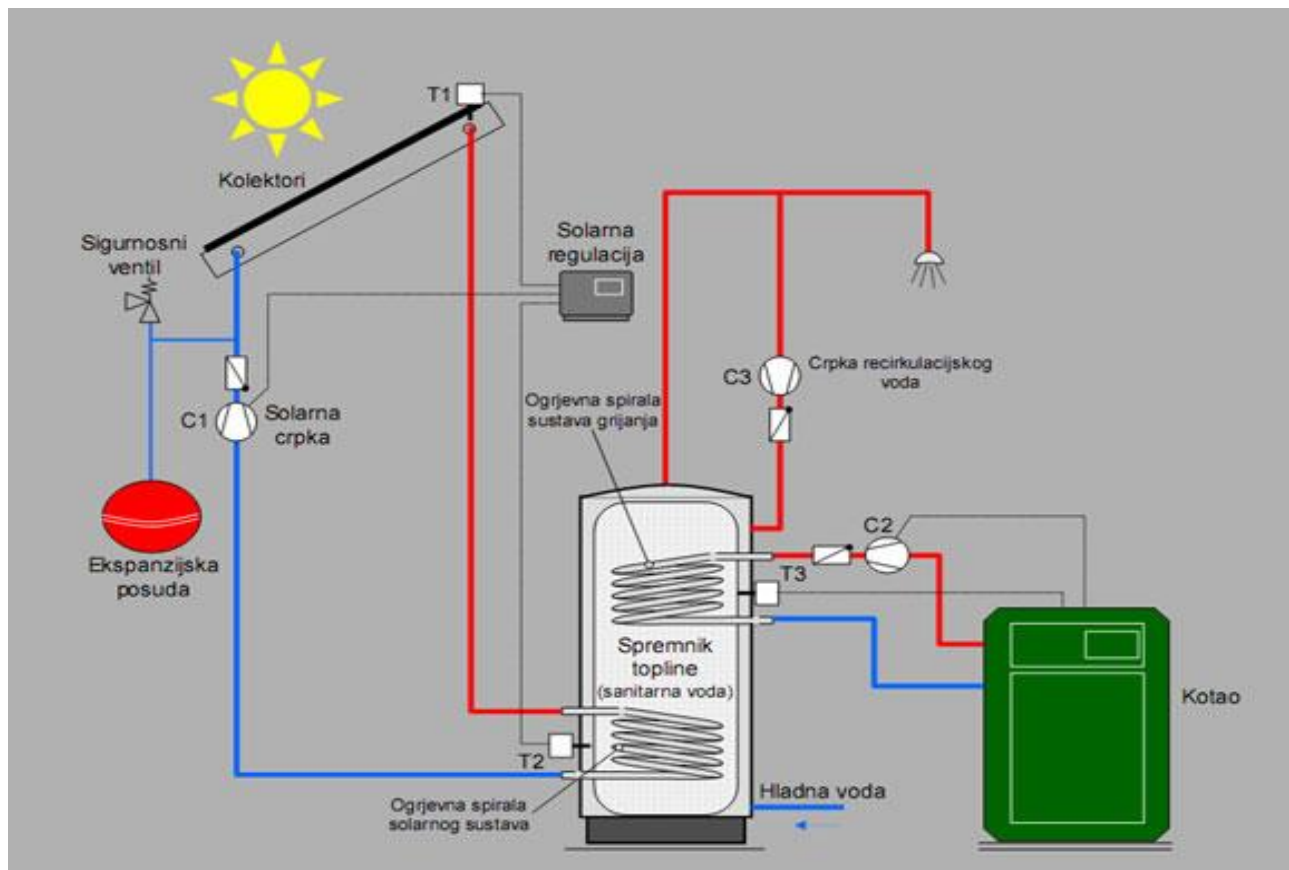 T1
Kolektori
Sigurnosni
ventil
Solarna
regulacija
C1
Solarna
crpka
C3
Crpka recirkulacijskog
voda
Ogrjevna spirala
sustava grijanja
C2
Ekspanzijska
posuda
T3
Spremnik
topline
(sanitarna voda)
Kotao
T2
Hladna voda
Ogrjevna spirala
solarnog sustava